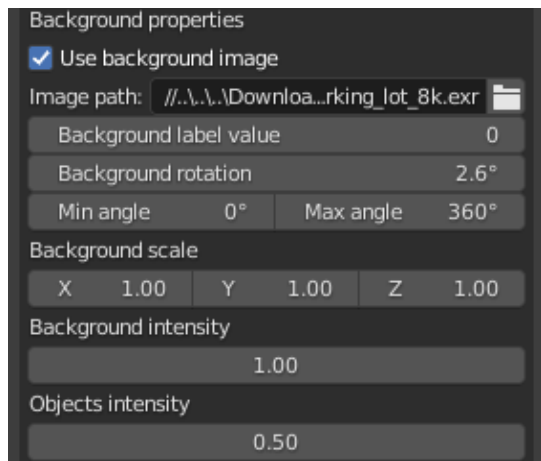 Background properties
Use background image
Image path: //..\..\..\Downloa...rking_lot_8k.exr
Background label value 0
Background rotation 2.6°
Min angle 0° Max angle 360°
Background scale
X 1.00 Y 1.00 Z 1.00
Background intensity
1.00
Objects intensity
0.50